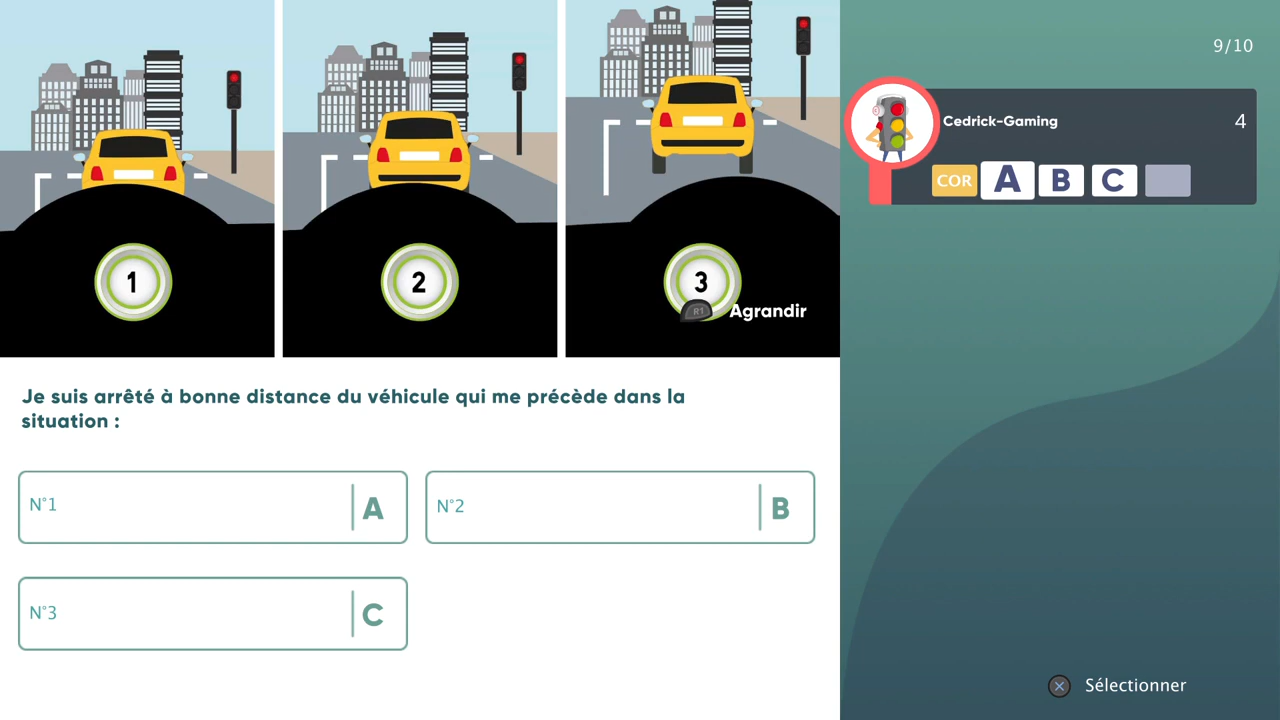 9/10
Cedrick-Gaming
4
COR
A
B
C
1
2
3
R1
Agrandir
Je suis arrêté à bonne distance du véhicule qui me précède dans la
situation :
N°1
A
N°2
B
N°3
C
Sélectionner